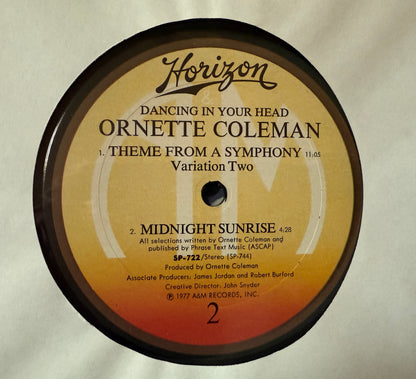 Horizon
DANCING IN YOUR HEAD
ORNETTE COLEMAN
1. THEME FROM A SYMPHONY 11:05
Variation Two
2. MIDNIGHT SUNRISE 4:28
All selections written by Ornette Coleman and
published by Phrase Text Music (ASCAP)
SP-722/Stereo (SP-744)
Produced by Ornette Coleman
Associate Producers: James Jordan and Robert Burford
Creative Director: John Snyder
℗ 1977 A&M RECORDS, INC.
2